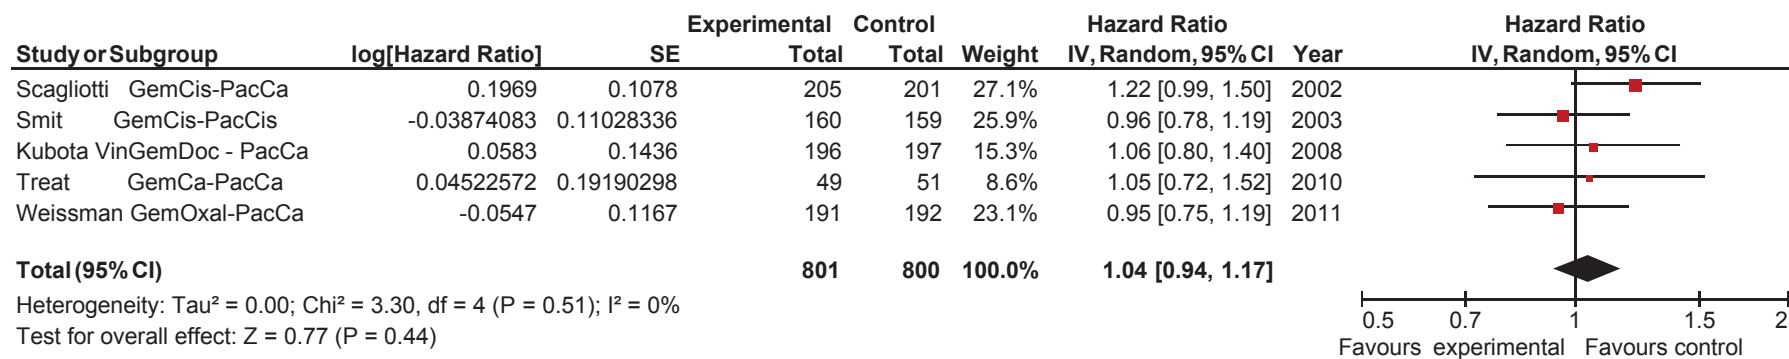 Experimental Control Hazard Ratio Hazard Ratio
Study or Subgroup log[Hazard Ratio] SE Total Total Weight IV, Random, 95% CI Year IV, Random, 95% CI
Scagliotti GemCis-PacCa 0.1969 0.1078 205 201 27.1% 1.22 [0.99, 1.50] 2002
Smit GemCis-PacCis -0.03874083 0.11028336 160 159 25.9% 0.96 [0.78, 1.19] 2003
Kubota VinGemDoc - PacCa 0.0583 0.1436 196 197 15.3% 1.06 [0.80, 1.40] 2008
Treat GemCa-PacCa 0.04522572 0.19190298 49 51 8.6% 1.05 [0.72, 1.52] 2010
Weissman GemOxal-PacCa -0.0547 0.1167 191 192 23.1% 0.95 [0.75, 1.19] 2011
Total (95% CI) 801 800 100.0% 1.04 [0.94, 1.17]
Heterogeneity: Tau² = 0.00; Chi² = 3.30, df = 4 (P = 0.51); I² = 0%
Test for overall effect: Z = 0.77 (P = 0.44)
0.5 0.7 1 1.5 2
Favours experimental Favours control